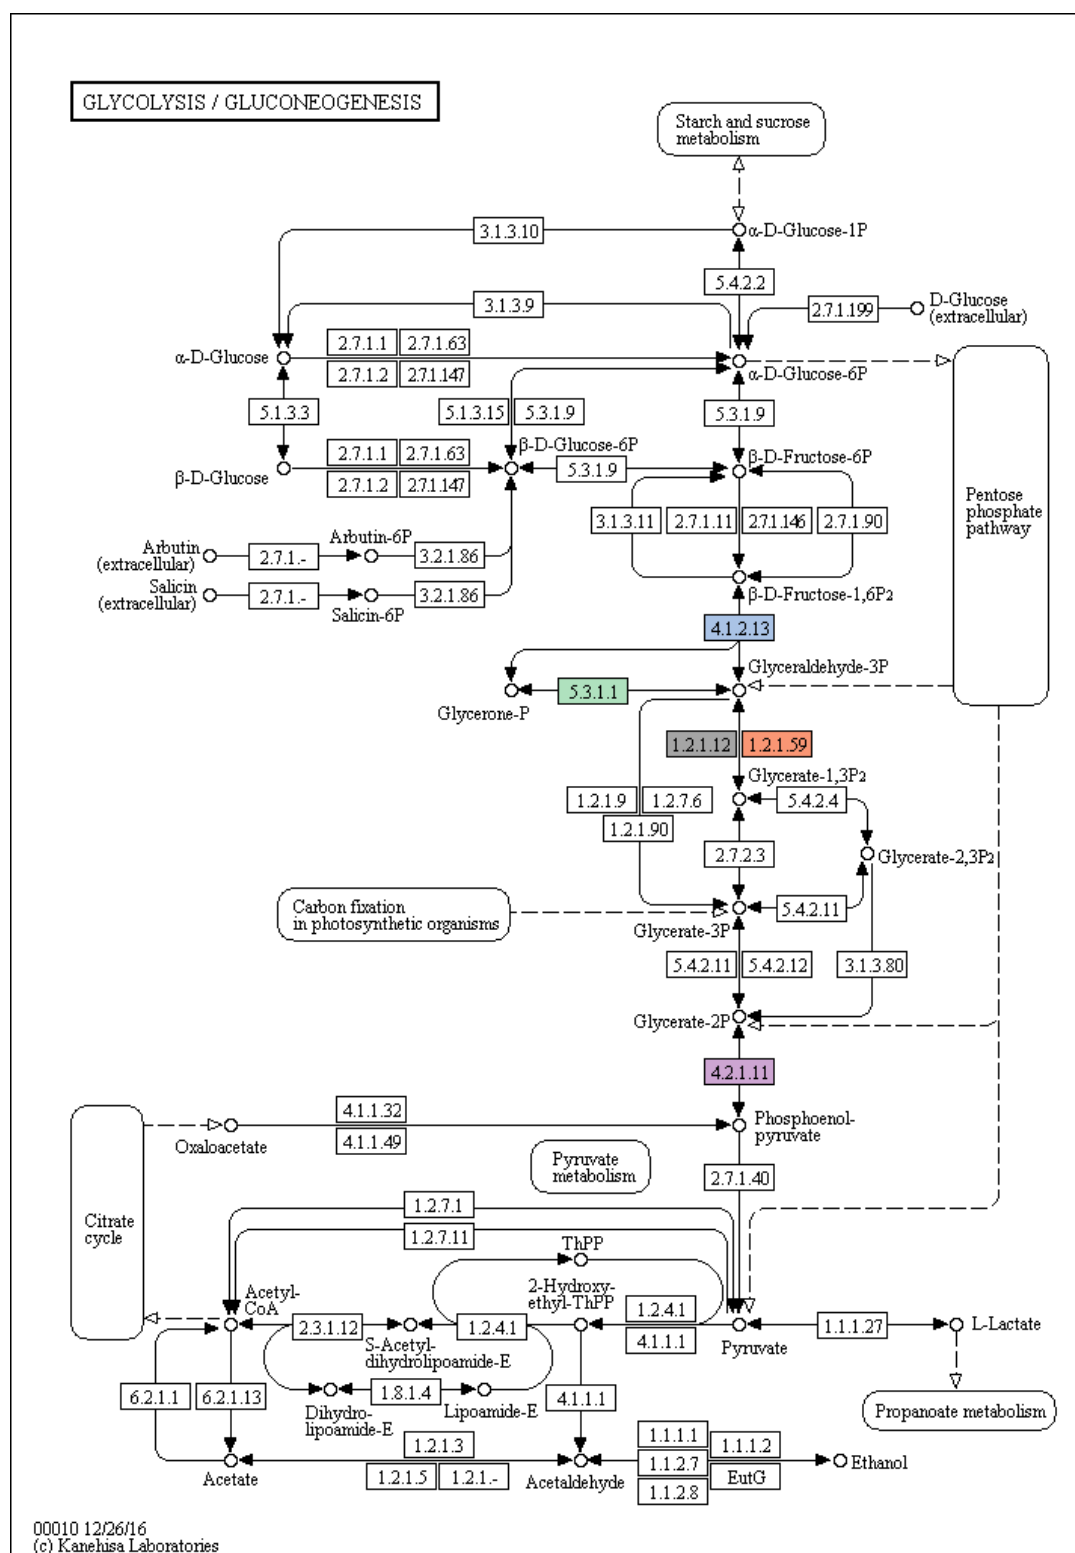 GLYCOLYSIS / GLUCONEOGENESIS
Starch and sucrose
metabolism
3.1.3.10
α-D-Glucose-1P
5.4.2.2
3.1.3.9
2.7.1.199
D-Glucose
(extracellular)
2.7.1.1
2.7.1.63
α-D-Glucose
2.7.1.2
2.7.1.147
α-D-Glucose-6P
5.1.3.3
5.1.3.15
5.3.1.9
5.3.1.9
β-D-Glucose-6P
2.7.1.1
2.7.1.63
β-D-Fructose-6P
5.3.1.9
β-D-Glucose
2.7.1.2
2.7.1.147
Pentose
phosphate
pathway
3.1.3.11
2.7.1.11
2.7.1.146
2.7.1.90
Arbutin
(extracellular)
2.7.1.-
Arbutin-6P
3.2.1.86
Salicin
(extracellular)
2.7.1.-
Salicin-6P
3.2.1.86
β-D-Fructose-1,6P2
4.1.2.13
Glyceraldehyde-3P
5.3.1.1
Glycerone-P
1.2.1.12
1.2.1.59
Glycerate-1,3P2
1.2.1.9
1.2.7.6
5.4.2.4
1.2.1.90
2.7.2.3
Glycerate-2,3P2
Carbon fixation
in photosynthetic organisms
5.4.2.11
Glycerate-3P
5.4.2.11
5.4.2.12
3.1.3.80
Glycerate-2P
4.2.1.11
4.1.1.32
Oxaloacetate
4.1.1.49
Phosphoenol-
pyruvate
Pyruvate
metabolism
2.7.1.40
Citrate
cycle
1.2.7.1
1.2.7.11
ThPP
Acetyl-
CoA
2-Hydroxy-
ethyl-ThPP
2.3.1.12
S-Acetyl-
dihydrolipoamide-E
1.2.4.1
1.2.4.1
4.1.1.1
Pyruvate
1.1.1.27
L-Lactate
6.2.1.1
6.2.1.13
Dihydro-
lipoamide-E
1.8.1.4
Lipoamide-E
4.1.1.1
Propanoate metabolism
1.2.1.3
Acetate
1.2.1.5
1.2.1.-
Acetaldehyde
1.1.1.1
1.1.1.2
1.1.2.7
EutG
1.1.2.8
Ethanol
00010 12/26/16
(c) Kanehisa Laboratories